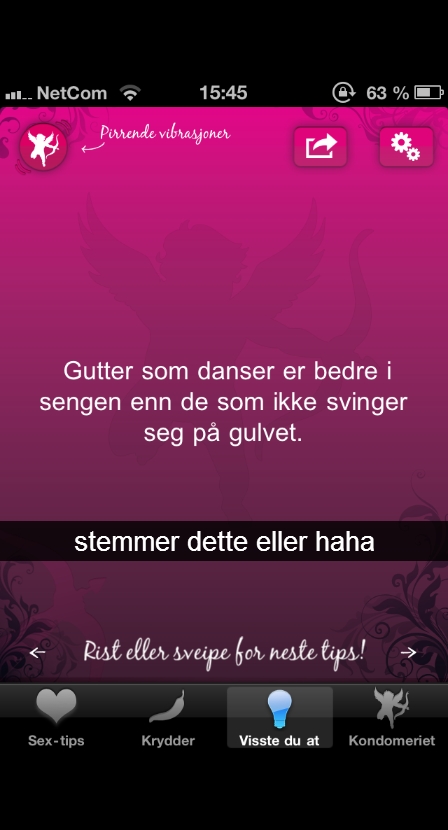 NetCom 15:45 63 %
Pirrende vibrasjoner
Gutter som danser er bedre i
sengen enn de som ikke svinger
seg på gulvet.
stemmer dette eller haha
Rist eller sveipe for neste tips!
Sex-tips Krydder Visste du at Kondomeriet